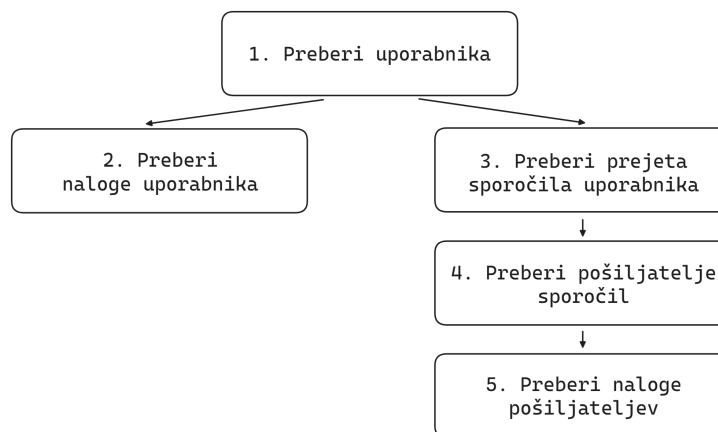 1. Preberi uporabnika
2. Preberi
naloge uporabnika
3. Preberi prejeta
sporočila uporabnika
4. Preberi pošiljatelje
sporočil
5. Preberi naloge
pošiljateljev